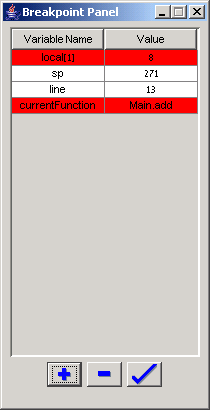 Breakpoint Panel
Variable Name Value
local[1] 8
sp 271
line 13
currentFunction Main.add